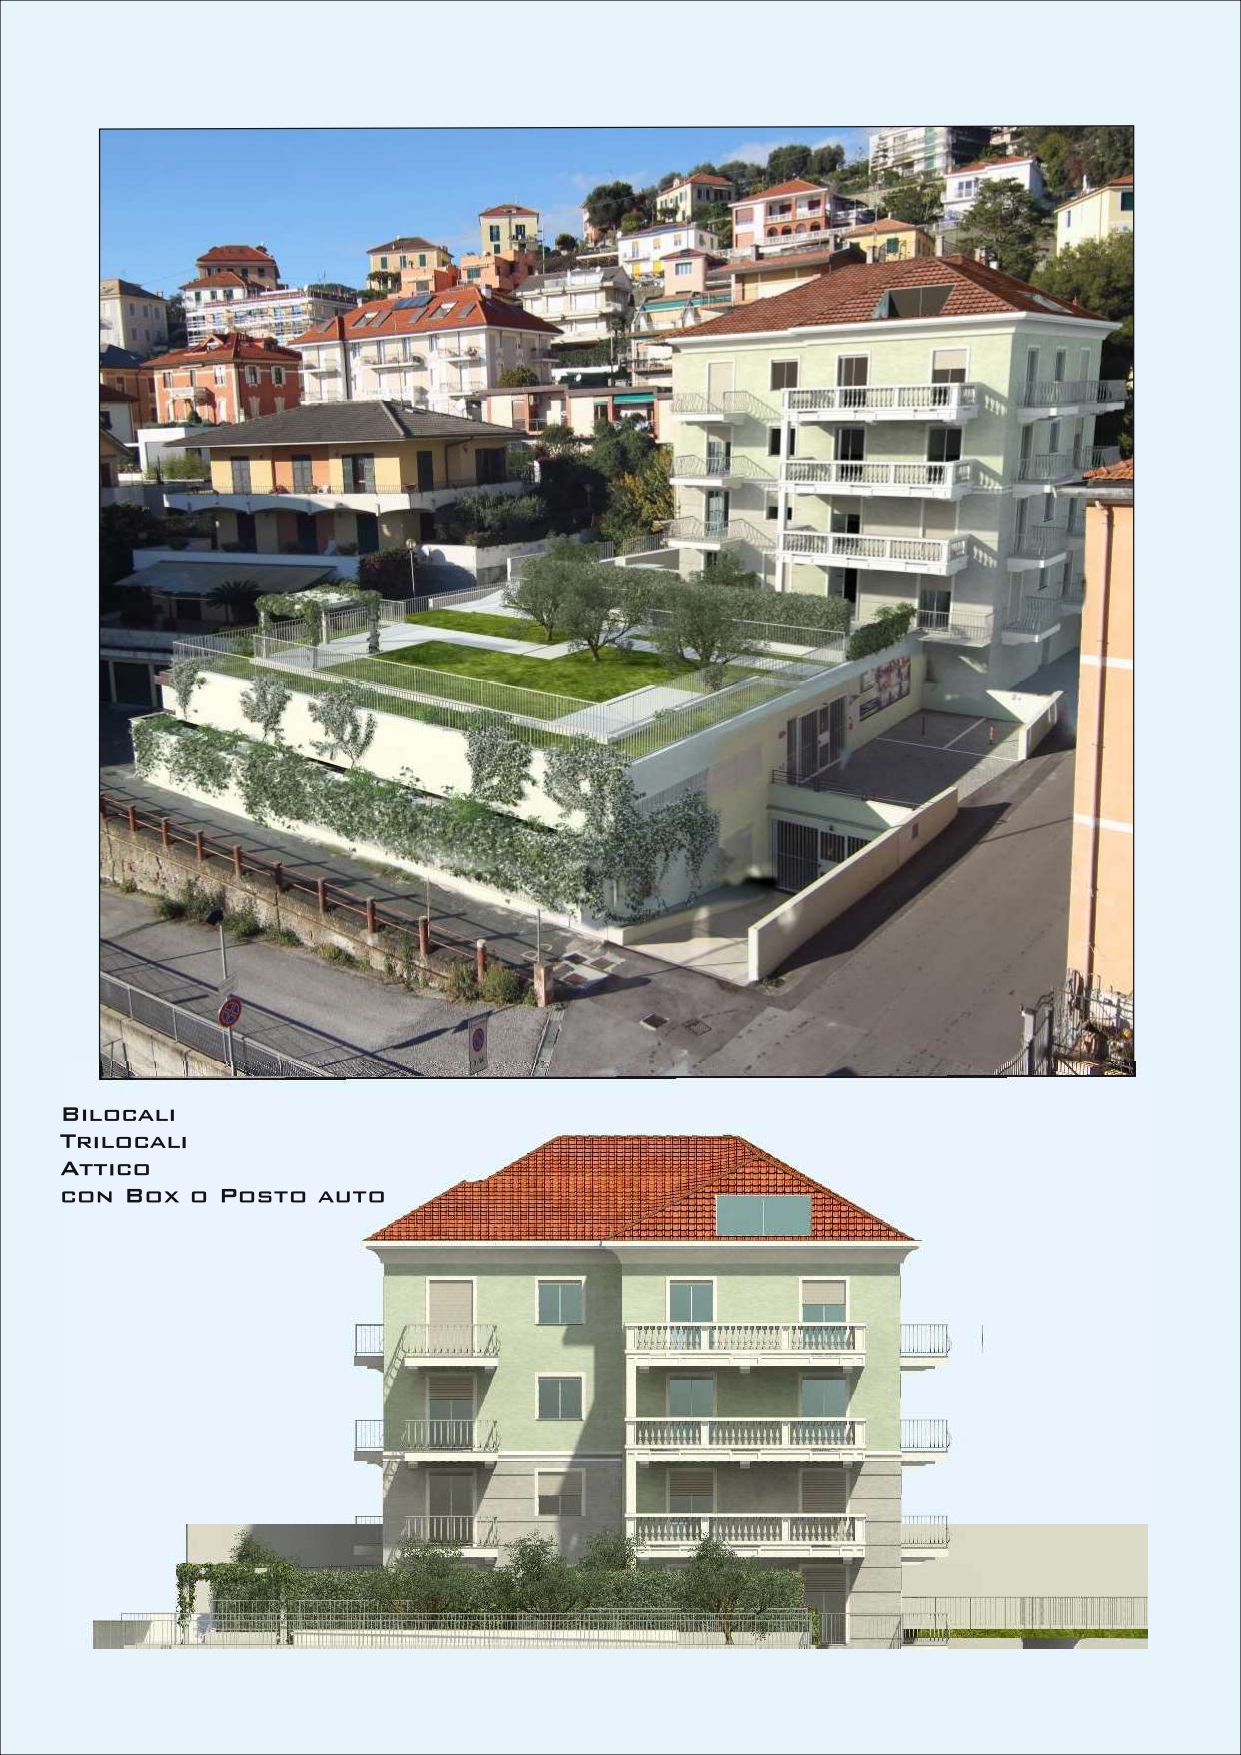 Bilocali
Trilocali
Attico
con Box o Posto auto